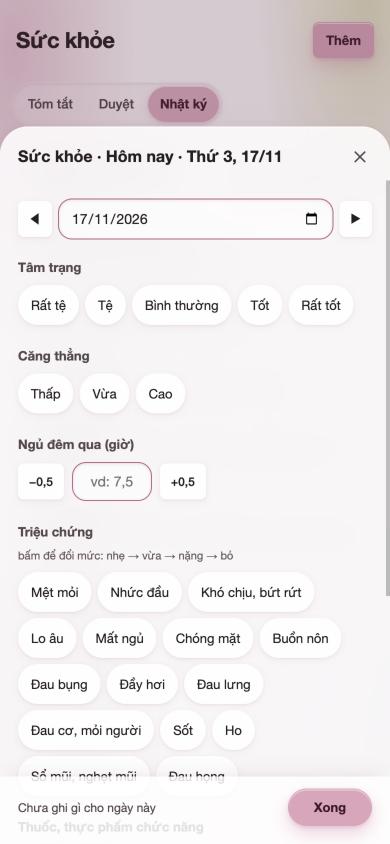 Sức khỏe
Thêm
Tóm tắt Duyệt Nhật ký
Sức khỏe · Hôm nay · Thứ 3, 17/11
17/11/2026
Tâm trạng
Rất tệ Tệ Bình thường Tốt Rất tốt
Căng thẳng
Thấp Vừa Cao
Ngủ đêm qua (giờ)
−0,5 vd: 7,5 +0,5
Triệu chứng
bấm để đổi mức: nhẹ → vừa → nặng → bỏ
Mệt mỏi Nhức đầu Khó chịu, bứt rứt
Lo âu Mất ngủ Chóng mặt Buồn nôn
Đau bụng Đầy hơi Đau lưng
Đau cơ, mỏi người Sốt Ho
Sổ mũi, nghẹt mũi Đau họng
Chưa ghi gì cho ngày này
Xong
Thuốc, thực phẩm chức năng